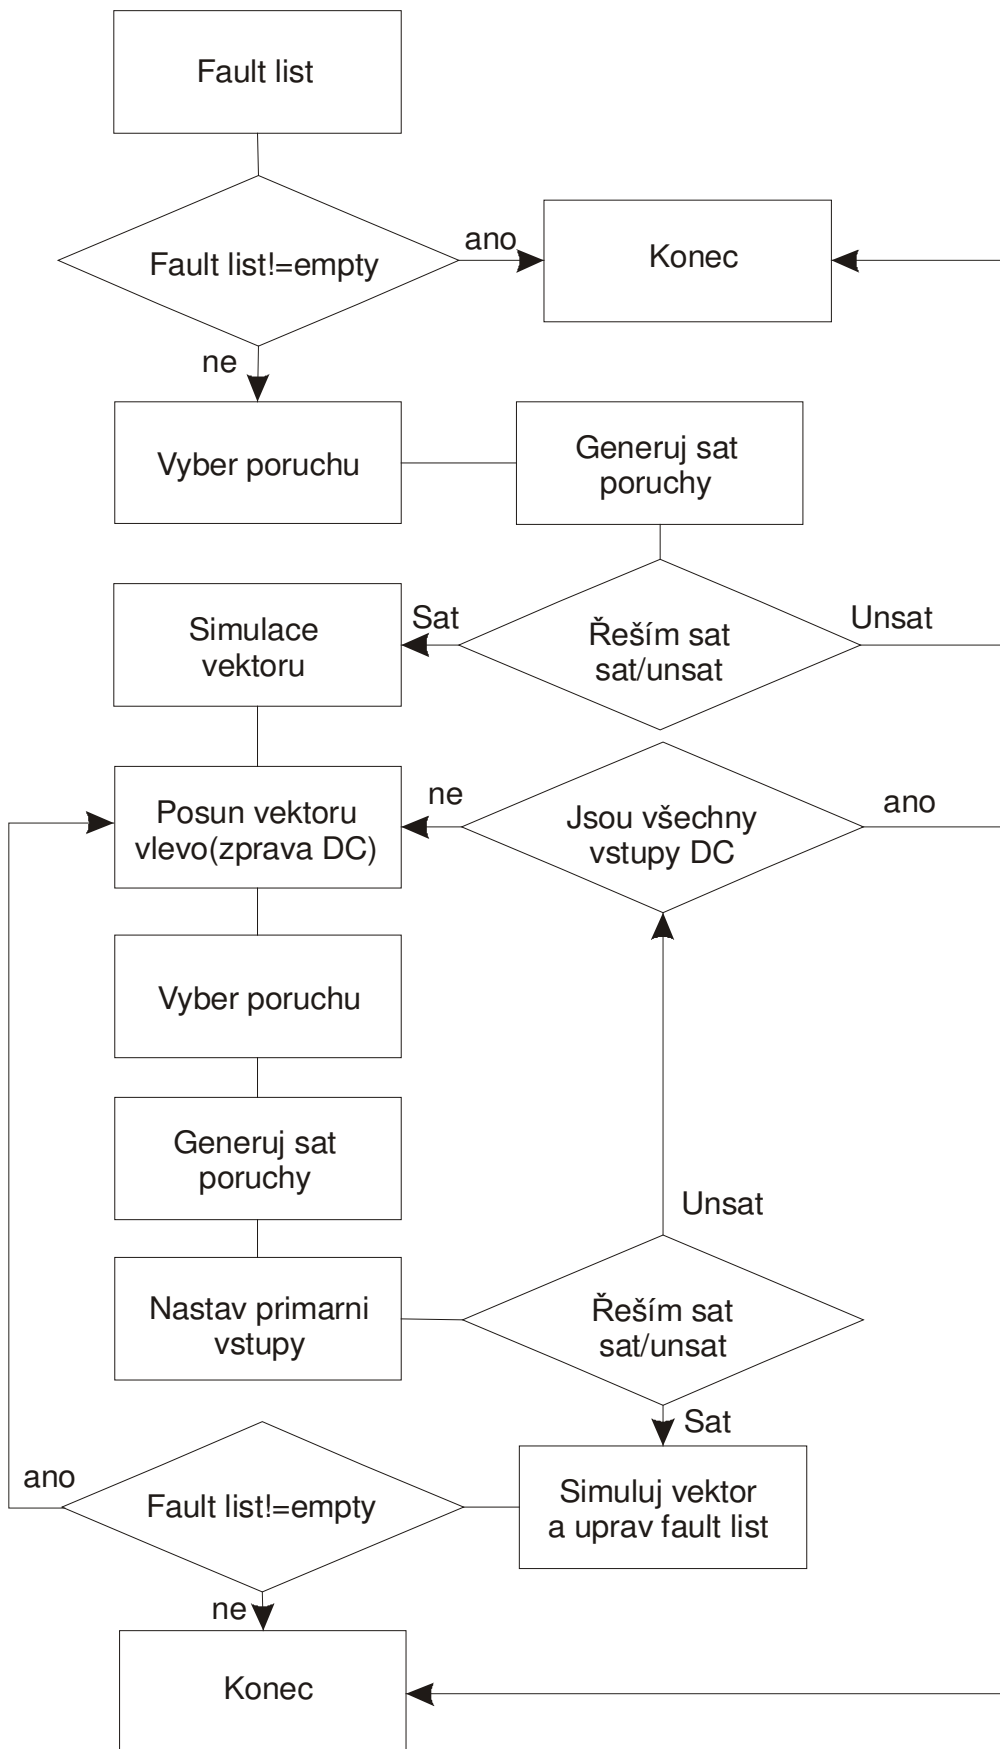 Fault list
Fault list!=empty
ano
Konec
ne
Vyber poruchu
Generuj sat
poruchy
Simulace
vektoru
Sat
Řeším sat
sat/unsat
Unsat
Posun vektoru
vlevo(zprava DC)
ne
Jsou všechny
vstupy DC
ano
Vyber poruchu
Generuj sat
poruchy
Unsat
Nastav primarni
vstupy
Řeším sat
sat/unsat
Sat
ano
Fault list!=empty
Simuluj vektor
a uprav fault list
ne
Konec